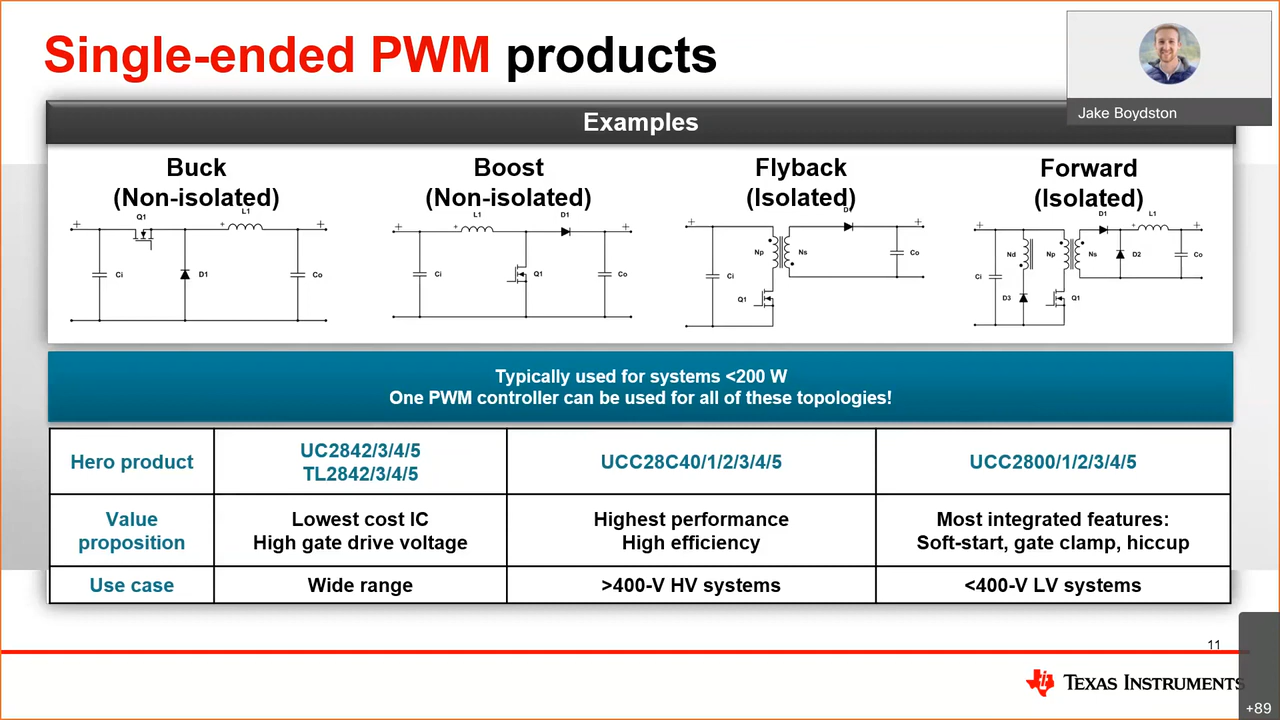 Single-ended PWM products
Jake Boydston
Examples
Buck
(Non-isolated)
Boost
(Non-isolated)
Flyback
(Isolated)
Forward
(Isolated)
+ Q1 + L1 +
Ci D1 Co
+ L1 + D1 +
Ci Q1 Co
+ D1 +
Ci Np Ns Co
Q1
+ D1 + L1 +
Ci Nd Np Ns D2 Co
D3 Q1
Typically used for systems <200 W
One PWM controller can be used for all of these topologies!
Hero product
UC2842/3/4/5
TL2842/3/4/5
UCC28C40/1/2/3/4/5
UCC2800/1/2/3/4/5
Value
proposition
Lowest cost IC
High gate drive voltage
Highest performance
High efficiency
Most integrated features:
Soft-start, gate clamp, hiccup
Use case
Wide range
>400-V HV systems
<400-V LV systems
11
TEXAS INSTRUMENTS
+89